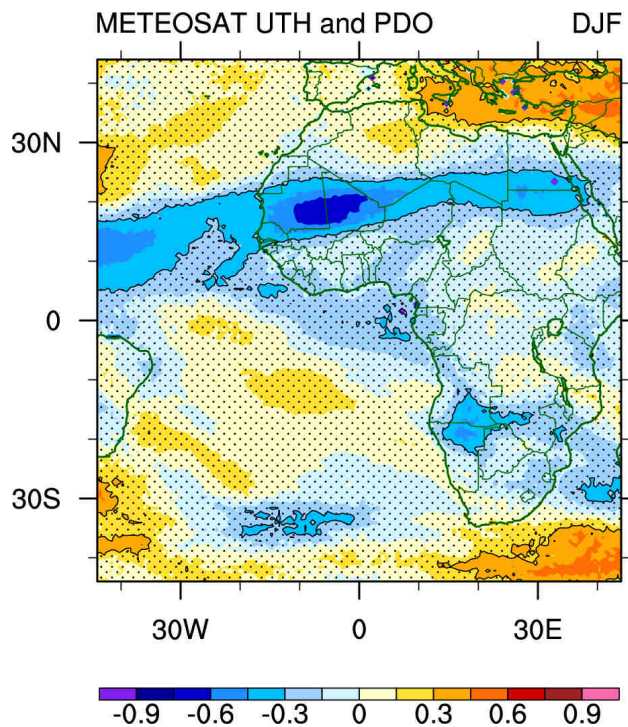 METEOSAT UTH and PDO DJF
30N
0
30S
30W 0 30E
-0.9 -0.6 -0.3 0 0.3 0.6 0.9